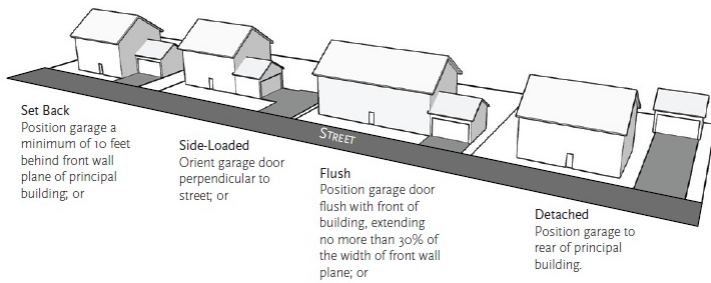 Set Back
Position garage a
minimum of 10 feet
behind front wall
plane of principal
building; or
Side-Loaded
Orient garage door
perpendicular to
street; or
STREET
Flush
Position garage door
flush with front of
building, extending
no more than 30% of
the width of front wall
plane; or
Detached
Position garage to
rear of principal
building.